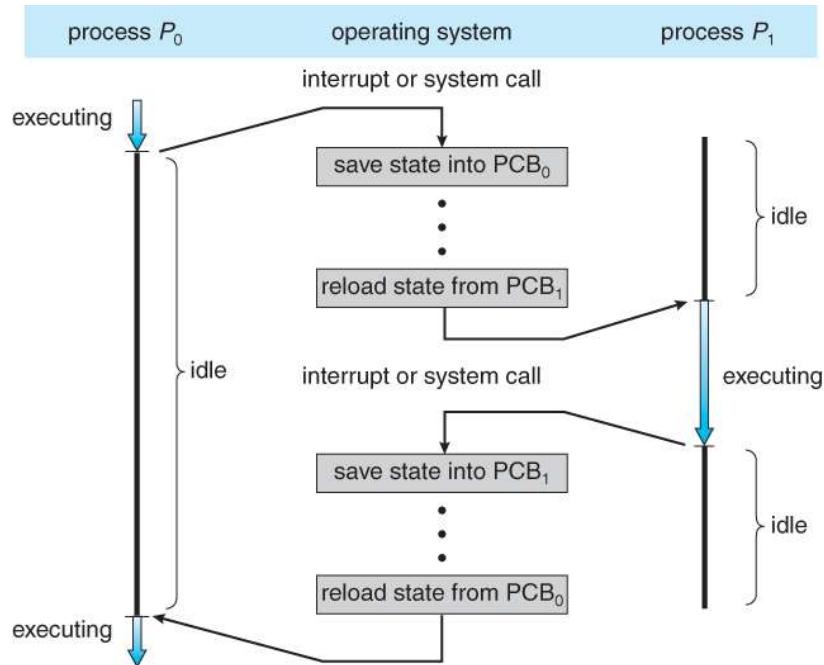 process P₀ operating system process P₁
interrupt or system call
executing
save state into PCB₀
idle
reload state from PCB₁
idle
interrupt or system call
executing
save state into PCB₁
idle
reload state from PCB₀
executing